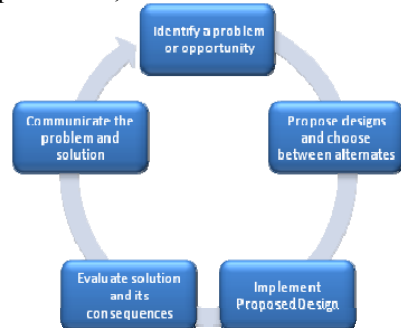 Identify a problem
or opportunity
Propose designs
and choose
between alternates
Implement
Proposed Design
Evaluate solution
and its
consequences
Communicate the
problem and
solution